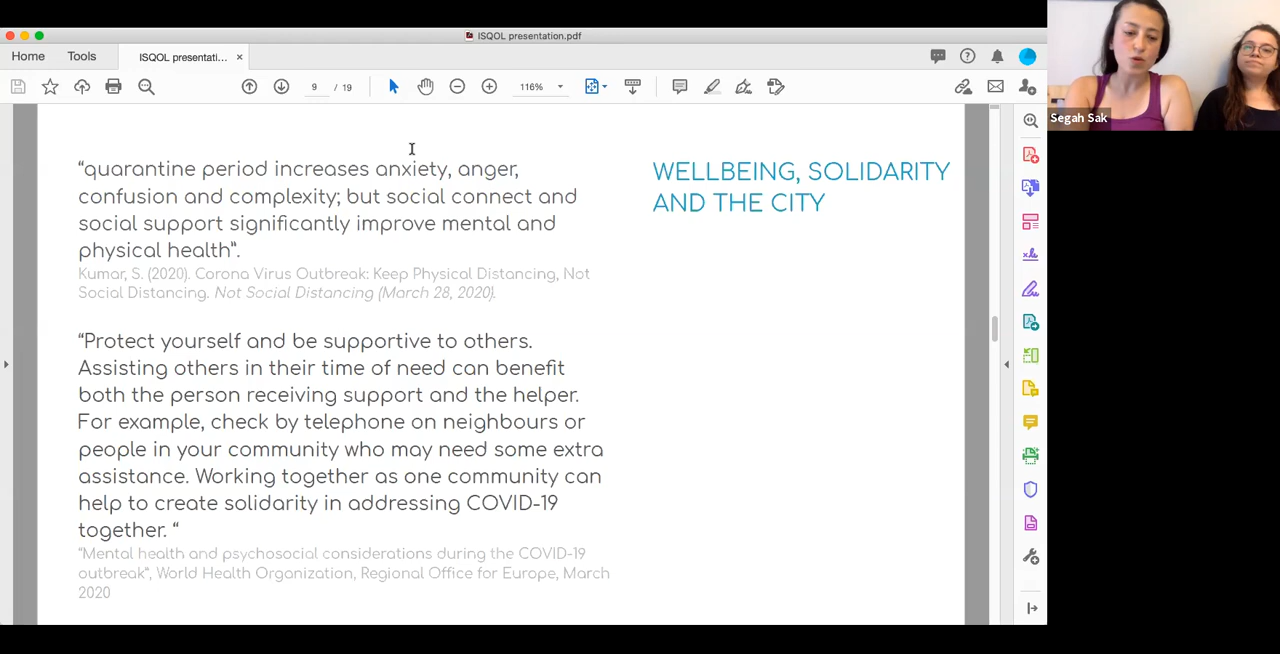 ISQOL presentation.pdf
Home
Tools
ISQOL presentati...
×
9 / 19
116%
"quarantine period increases anxiety, anger,
confusion and complexity; but social connect and
social support significantly improve mental and
physical health".
Kumar, S. (2020). Corona Virus Outbreak: Keep Physical Distancing, Not
Social Distancing. Not Social Distancing (March 28, 2020).
"Protect yourself and be supportive to others.
Assisting others in their time of need can benefit
both the person receiving support and the helper.
For example, check by telephone on neighbours or
people in your community who may need some extra
assistance. Working together as one community can
help to create solidarity in addressing COVID-19
together. "
"Mental health and psychosocial considerations during the COVID-19
outbreak", World Health Organization, Regional Office for Europe, March
2020
WELLBEING, SOLIDARITY
AND THE CITY
Segah Sak